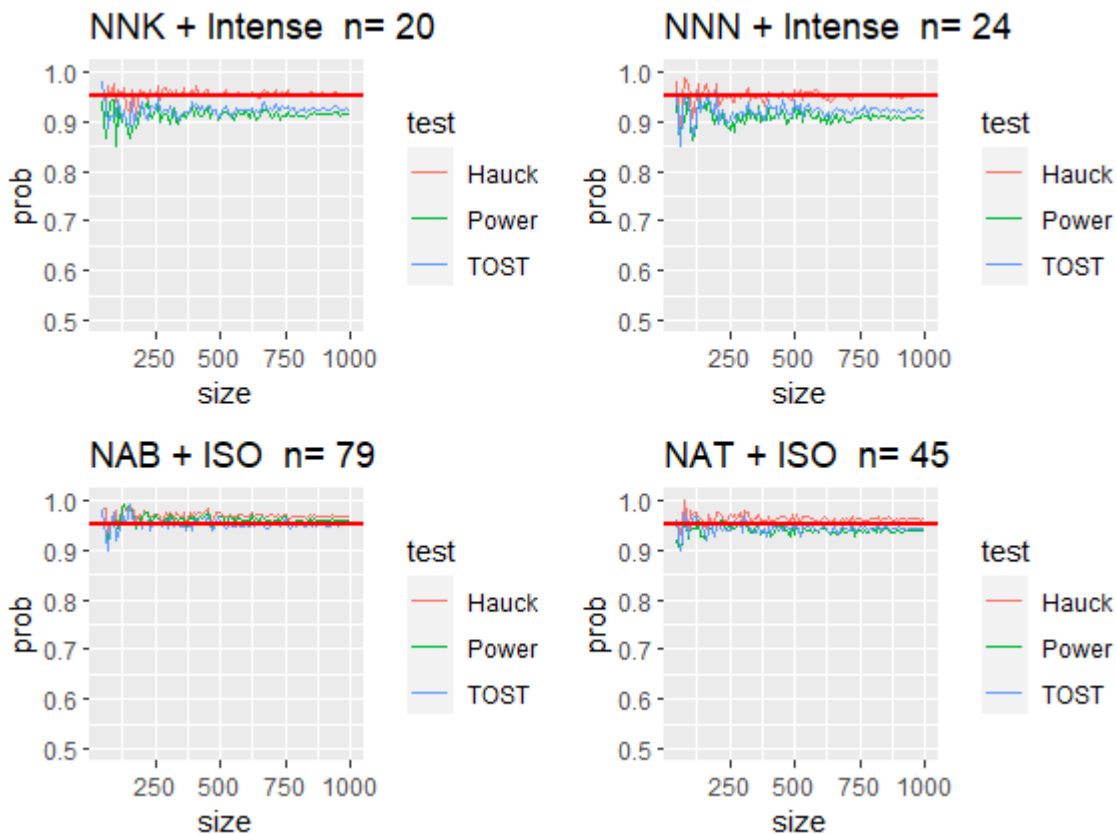 NNK + Intense  n= 20
1.0
0.9
0.8
0.7
0.6
0.5
prob
250 500 750 1000
size
test
Hauck
Power
TOST
NNN + Intense  n= 24
1.0
0.9
0.8
0.7
0.6
0.5
prob
250 500 750 1000
size
test
Hauck
Power
TOST
NAB + ISO  n= 79
1.0
0.9
0.8
0.7
0.6
0.5
prob
250 500 750 1000
size
test
Hauck
Power
TOST
NAT + ISO  n= 45
1.0
0.9
0.8
0.7
0.6
0.5
prob
250 500 750 1000
size
test
Hauck
Power
TOST